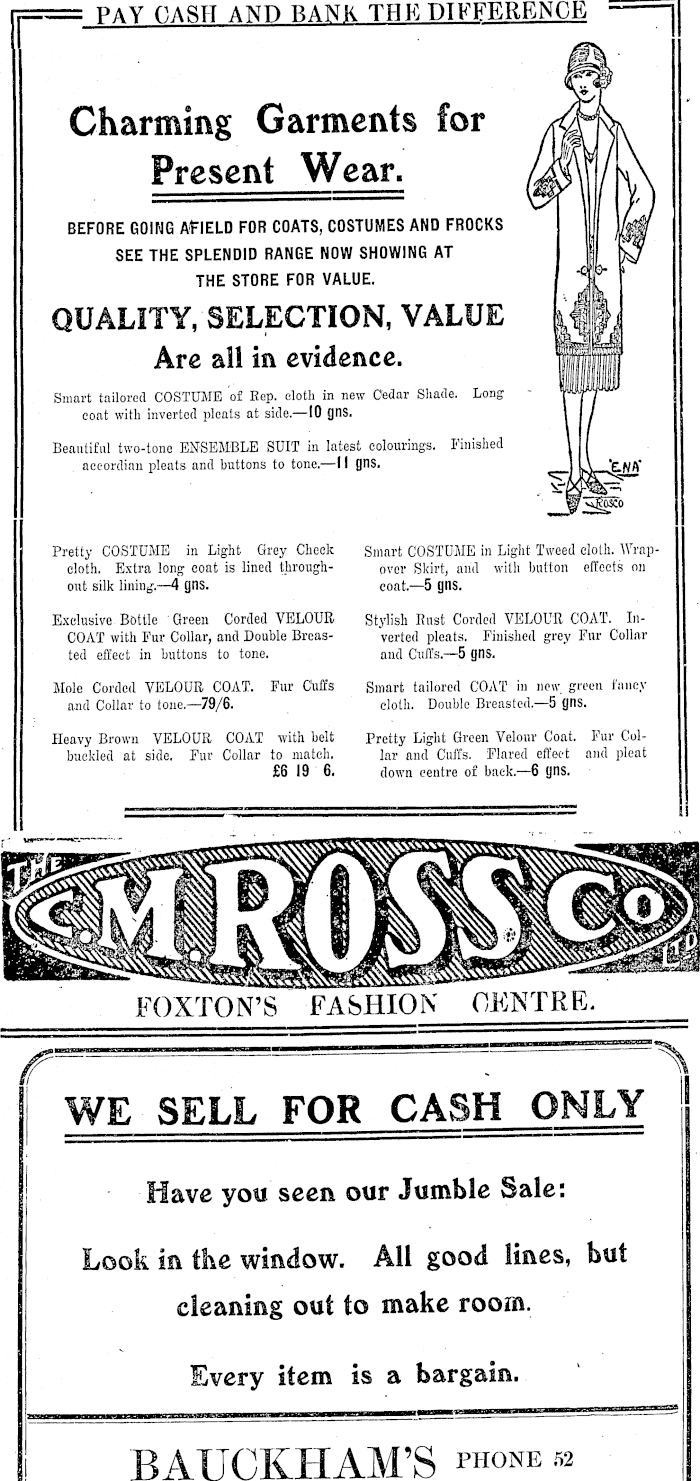 PAY CASH AND BANK THE DIFFERENCE
Charming Garments for
Present Wear.
BEFORE GOING AFIELD FOR COATS, COSTUMES AND FROCKS
SEE THE SPLENDID RANGE NOW SHOWING AT
THE STORE FOR VALUE.
QUALITY, SELECTION, VALUE
Are all in evidence.
Smart tailored COSTUME of Rep. cloth in new Cedar Shade. Long
coat with inverted pleats at side.—10 gns.
Beautiful two-tone ENSEMBLE SUIT in latest colourings. Finished
accordian pleats and buttons to tone.—11 gns.
'ENA'
ROSCO
Pretty COSTUME in Light Grey Check
cloth. Extra long coat is lined through-
out silk lining.—4 gns.
Exclusive Bottle Green Corded VELOUR
COAT with Fur Collar, and Double Breas-
ted effect in buttons to tone.
Mole Corded VELOUR COAT. Fur Cuffs
and Collar to tone.—79/6.
Heavy Brown VELOUR COAT with belt
buckled at side. Fur Collar to match.
£6 19 6.
Smart COSTUME in Light Tweed cloth. Wrap-
over Skirt, and with button effects on
coat.—5 gns.
Stylish Rust Corded VELOUR COAT. In-
verted pleats. Finished grey Fur Collar
and Cuffs.—5 gns.
Smart tailored COAT in new green fancy
cloth. Double Breasted.—5 gns.
Pretty Light Green Velour Coat. Fur Col-
lar and Cuffs. Flared effect and pleat
down centre of back.—6 gns.
THE
C.M.ROSS Co
LTD
FOXTON'S FASHION CENTRE.
WE SELL FOR CASH ONLY
Have you seen our Jumble Sale:
Look in the window. All good lines, but
cleaning out to make room.
Every item is a bargain.
BAUCKHAM'S PHONE 52